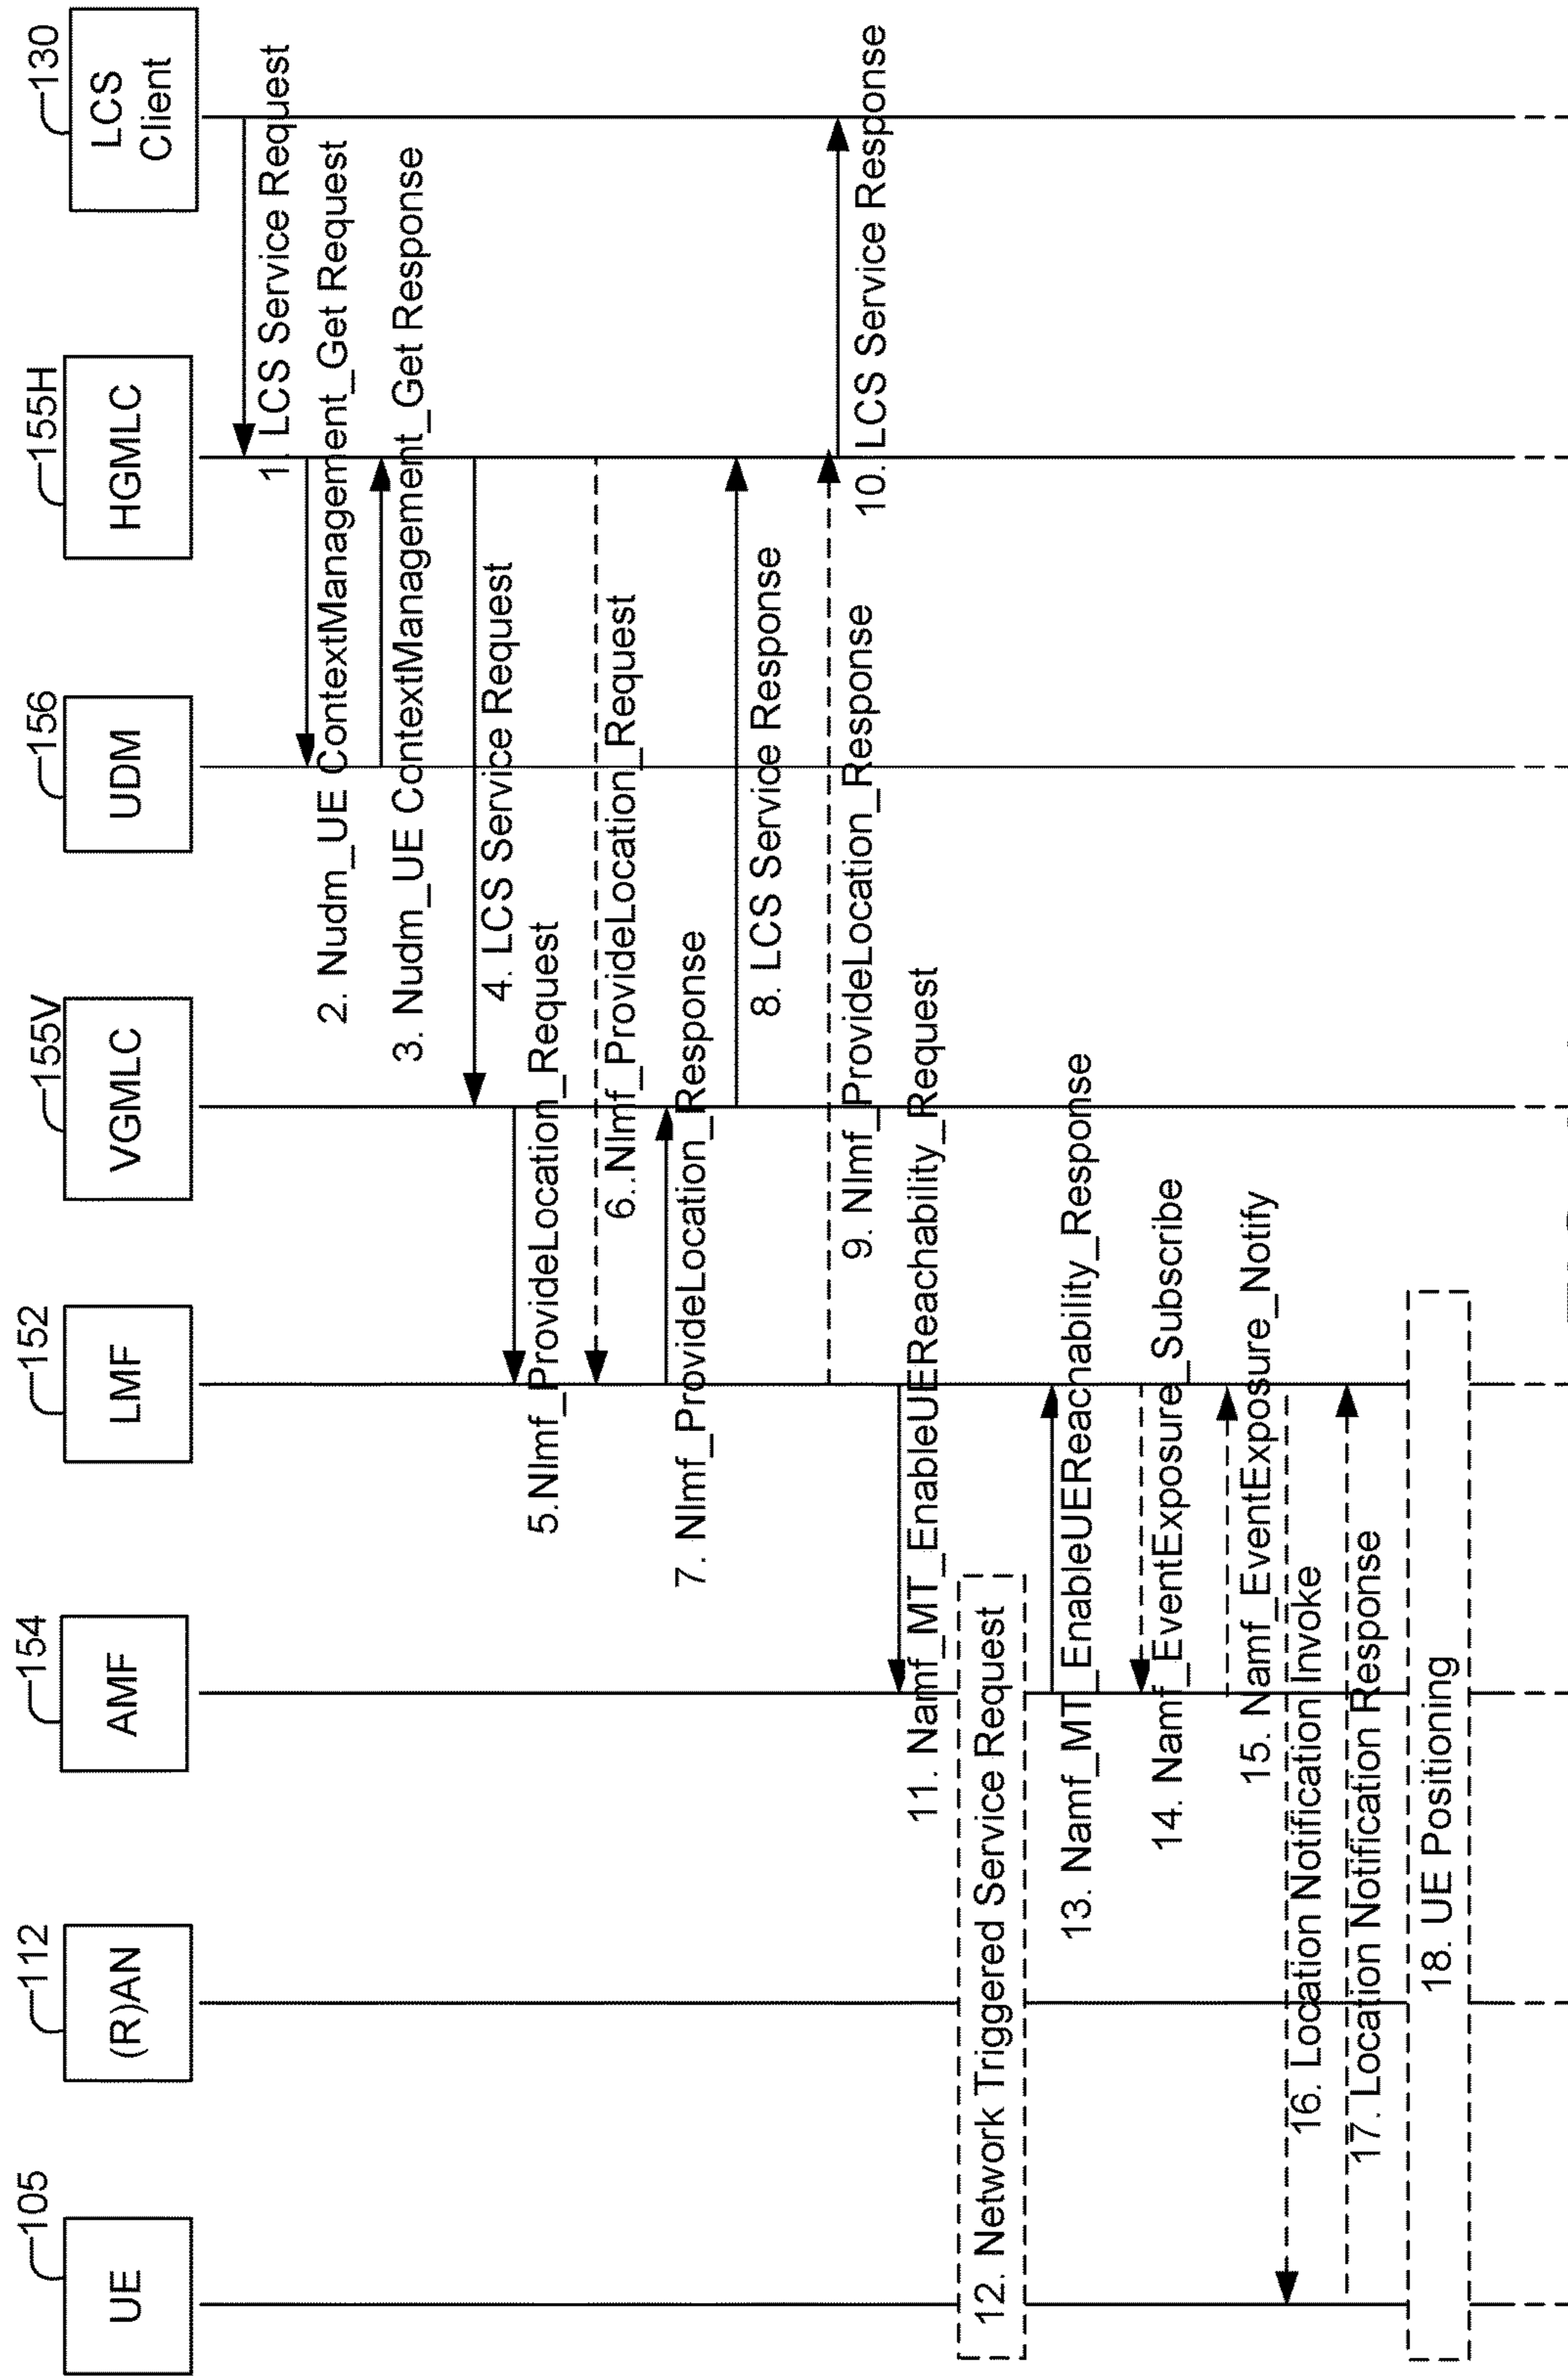 105
112
154
152
155V
156
155H
130
UE
(R)AN
AMF
LMF
VGMLC
UDM
HGMLC
LCS
Client
1. LCS Service Request
2. Nudm_UE ContextManagement_Get Request
3. Nudm_UE ContextManagement_Get Response
4. LCS Service Request
5.Nlmf_ProvideLocation_Request
6..Nlmf_ProvideLocation_Request
7. Nlmf_ProvideLocation_Response
8. LCS Service Response
9. Nlmf_ProvideLocation_Response
10. LCS Service Response
11. Namf_MT_EnableUEReachability_Request
12. Network Triggered Service Request
13. Namf_MT_EnableUEReachability_Response
14. Namf_EventExposure_Subscribe
15. Namf_EventExposure_Notify
16. Location Notification Invoke
17. Location Notification Response
18. UE Positioning